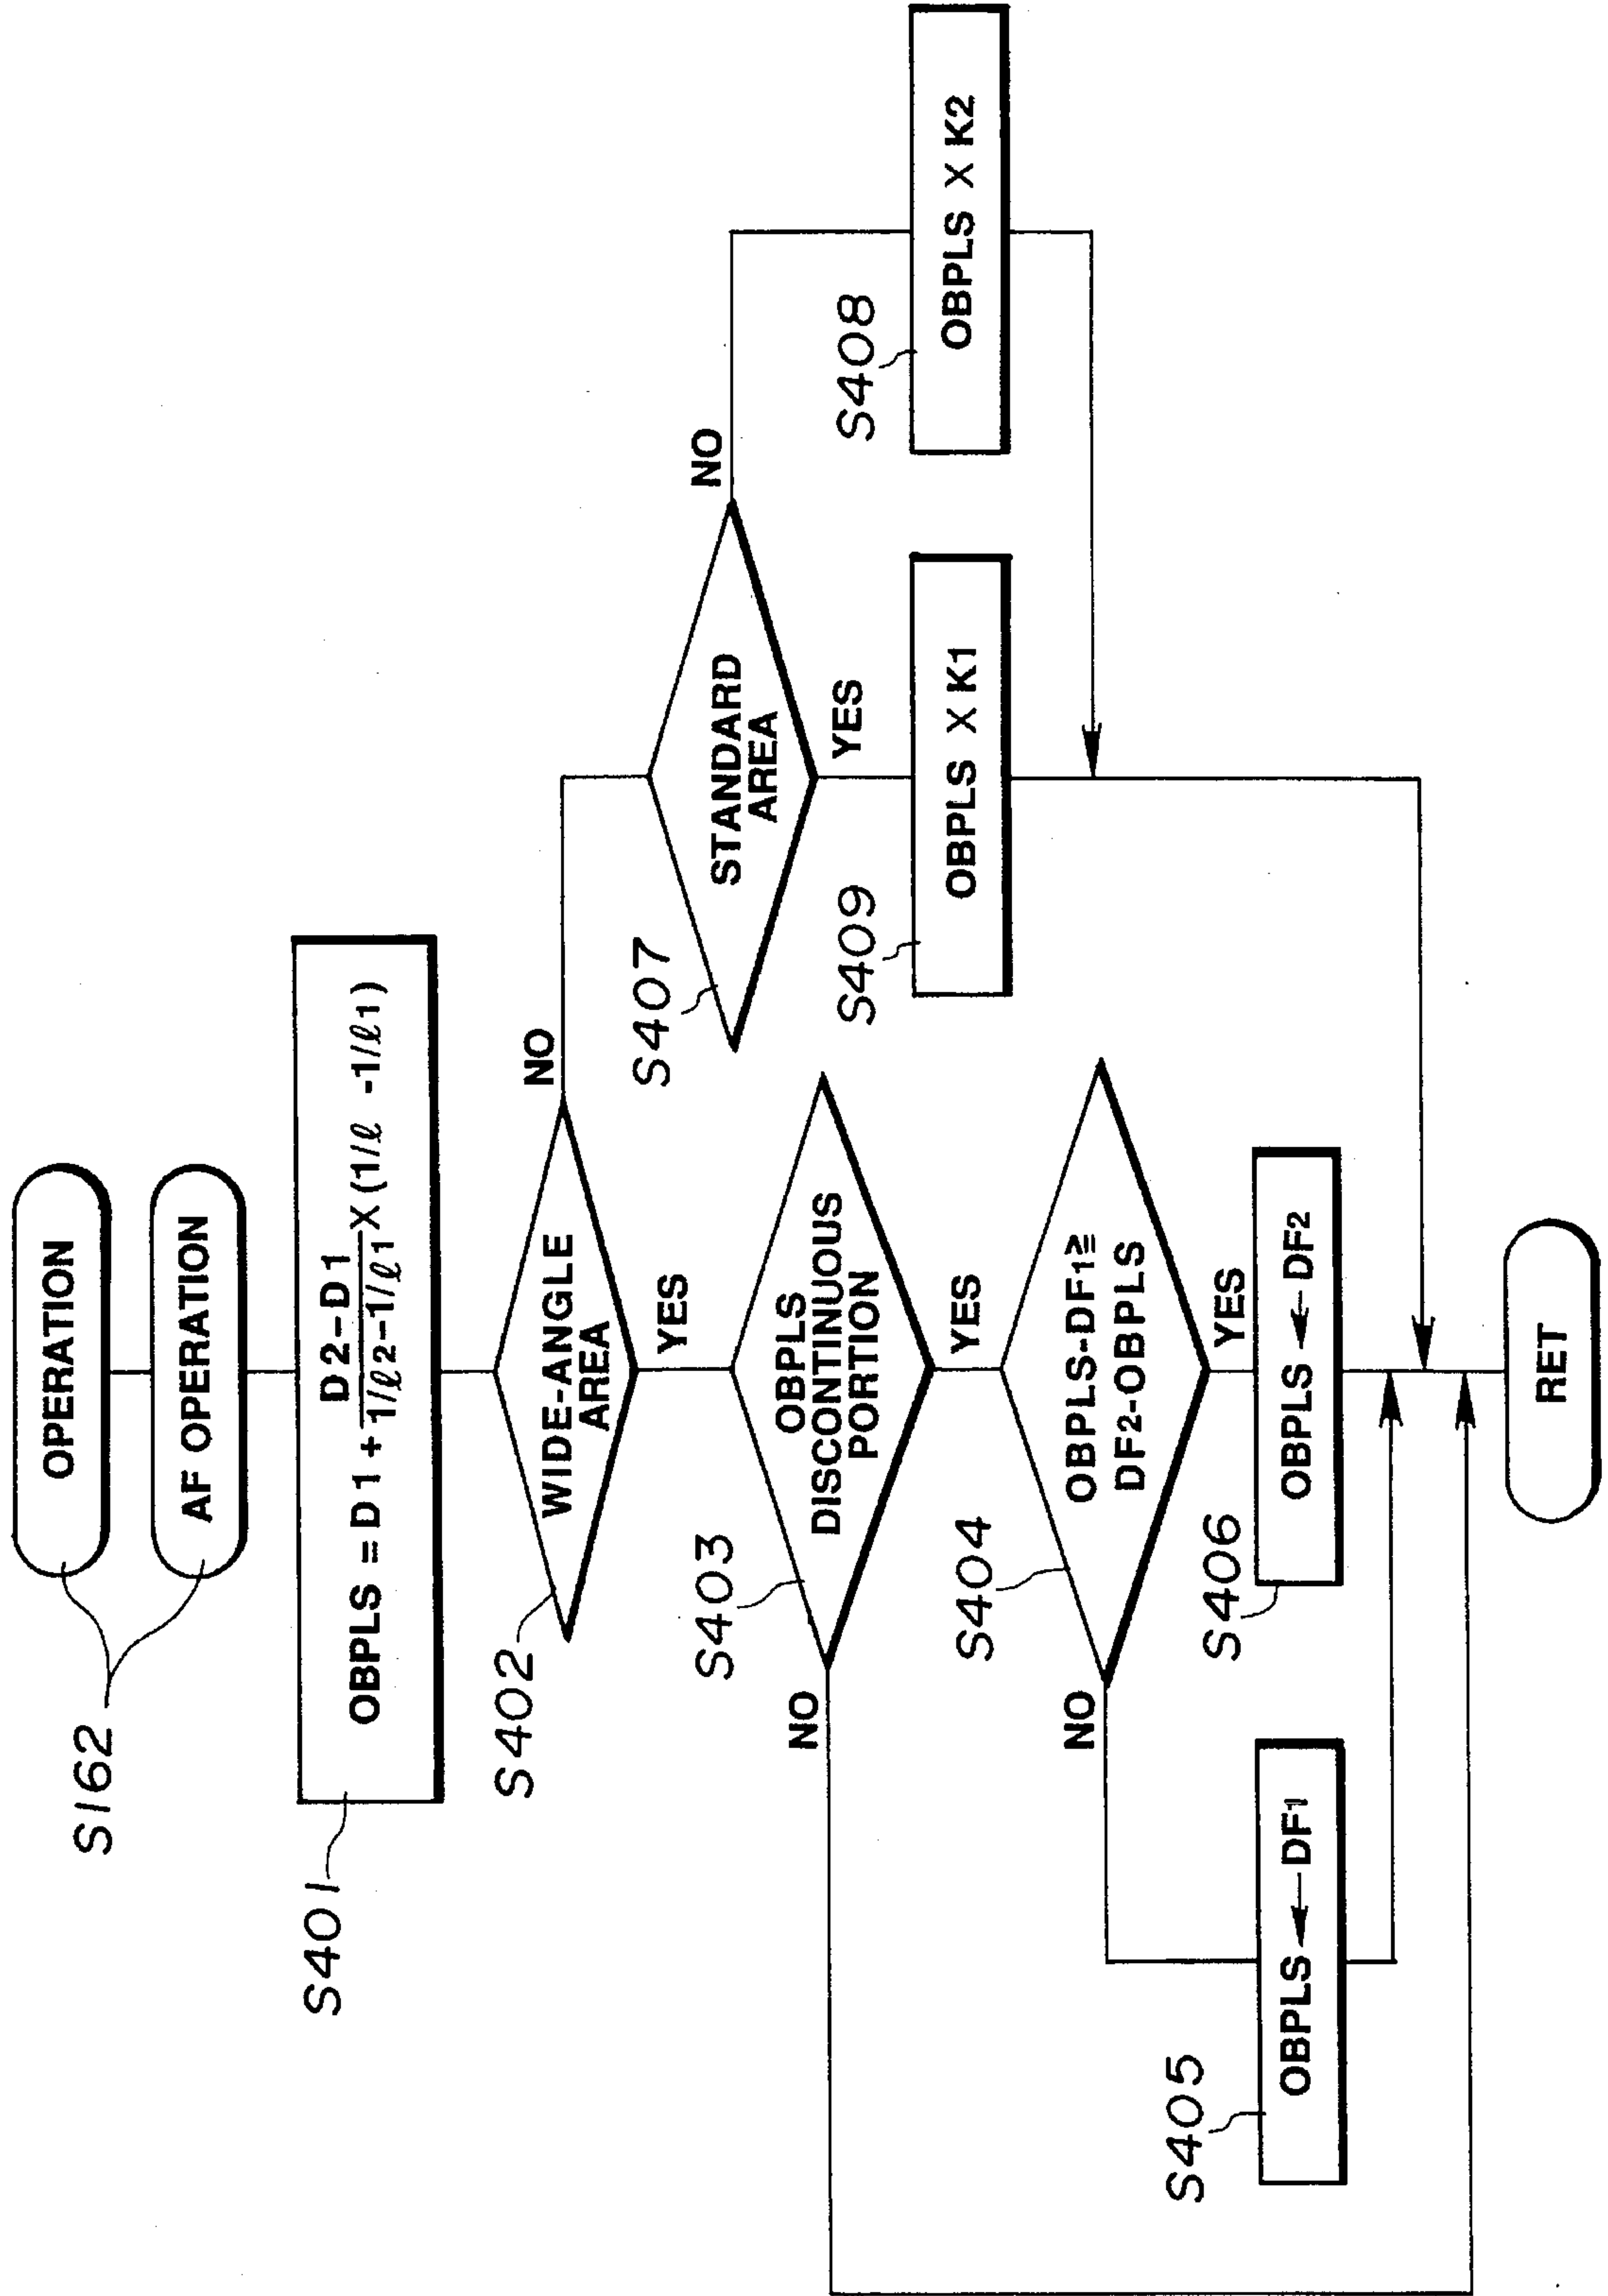 OPERATION
AF OPERATION
S162
OBPLS = D1 + D2-D1 / 1/ℓ2-1/ℓ1 X (1/ℓ -1/ℓ1)
S401
WIDE-ANGLE
AREA
S402
NO
YES
OBPLS
DISCONTINUOUS
PORTION
S403
NO
YES
OBPLS-DF1≧
DF2-OBPLS
S404
NO
YES
OBPLS←DF1
S405
OBPLS←DF2
S406
STANDARD
AREA
S407
NO
YES
OBPLS X K2
S408
OBPLS X K1
S409
RET